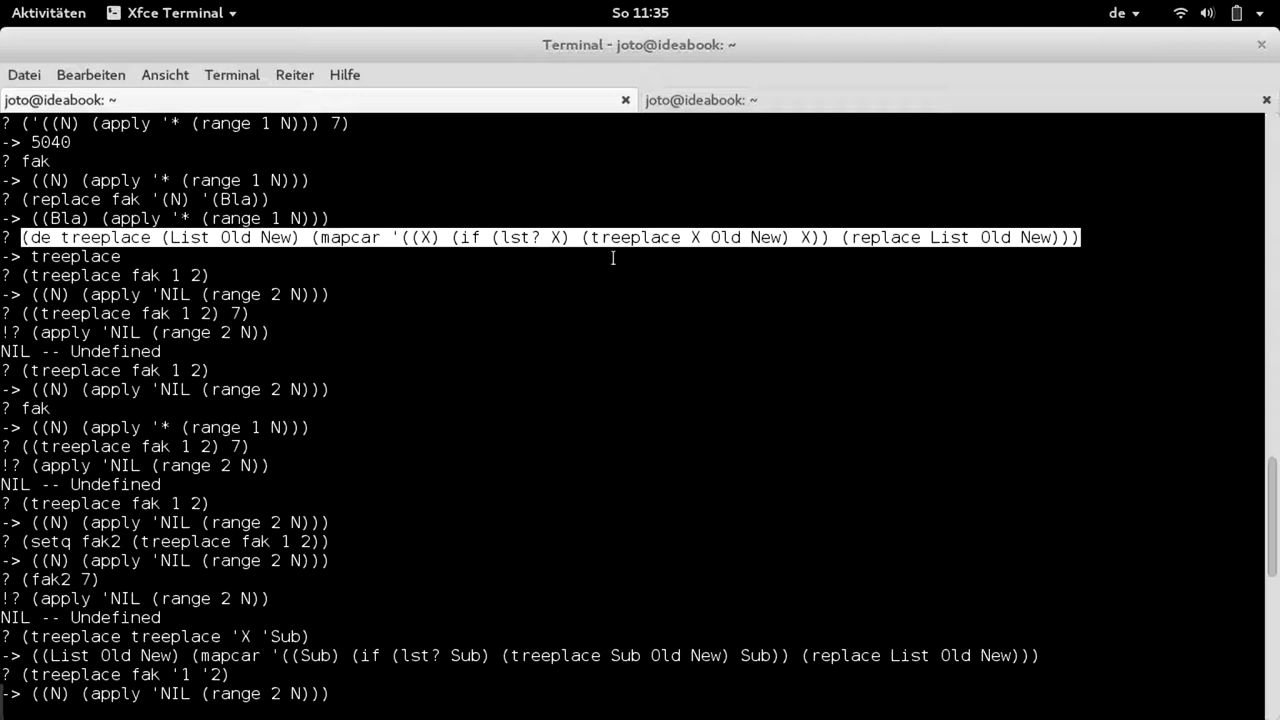 Aktivitäten Xfce Terminal So 11:35 de
Terminal - joto@ideabook: ~
Datei Bearbeiten Ansicht Terminal Reiter Hilfe
joto@ideabook: ~ joto@ideabook: ~
? ('((N) (apply '* (range 1 N))) 7)
-> 5040
? fak
-> ((N) (apply '* (range 1 N)))
? (replace fak '(N) '(Bla))
-> ((Bla) (apply '* (range 1 N)))
? (de treeplace (List Old New) (mapcar '((X) (if (lst? X) (treeplace X Old New) X)) (replace List Old New)))
-> treeplace
? (treeplace fak 1 2)
-> ((N) (apply 'NIL (range 2 N)))
? ((treeplace fak 1 2) 7)
!? (apply 'NIL (range 2 N))
NIL -- Undefined
? (treeplace fak 1 2)
-> ((N) (apply 'NIL (range 2 N)))
? fak
-> ((N) (apply '* (range 1 N)))
? ((treeplace fak 1 2) 7)
!? (apply 'NIL (range 2 N))
NIL -- Undefined
? (treeplace fak 1 2)
-> ((N) (apply 'NIL (range 2 N)))
? (setq fak2 (treeplace fak 1 2))
-> ((N) (apply 'NIL (range 2 N)))
? (fak2 7)
!? (apply 'NIL (range 2 N))
NIL -- Undefined
? (treeplace treeplace 'X 'Sub)
-> ((List Old New) (mapcar '((Sub) (if (lst? Sub) (treeplace Sub Old New) Sub)) (replace List Old New)))
? (treeplace fak '1 '2)
-> ((N) (apply 'NIL (range 2 N)))